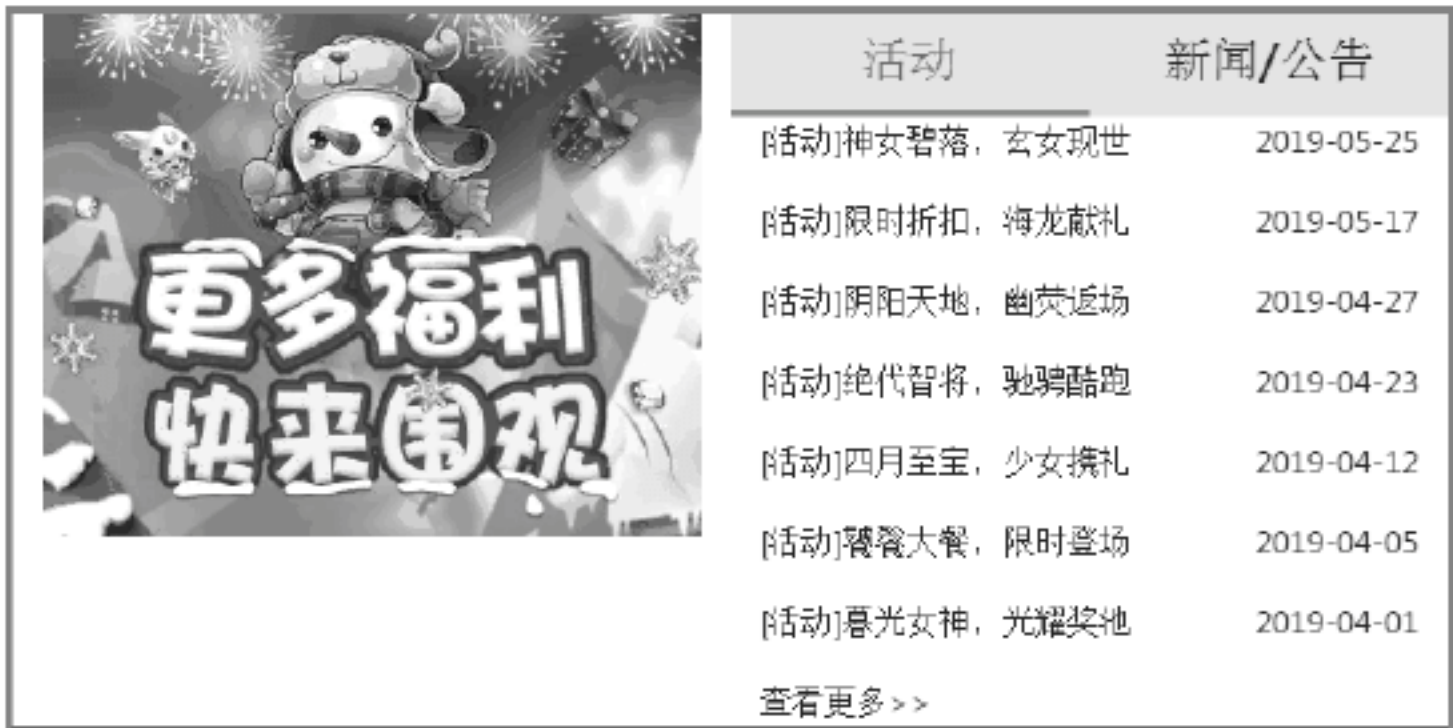 更多福利
快来围观
活动 新闻/公告
[活动]神女碧落，玄女现世 2019-05-25
[活动]限时折扣，海龙献礼 2019-05-17
[活动]阴阳天地，幽荧返场 2019-04-27
[活动]绝代智将，驰骋酷跑 2019-04-23
[活动]四月至宝，少女携礼 2019-04-12
[活动]饕餮大餐，限时登场 2019-04-05
[活动]暮光女神，光耀奖池 2019-04-01
查看更多>>